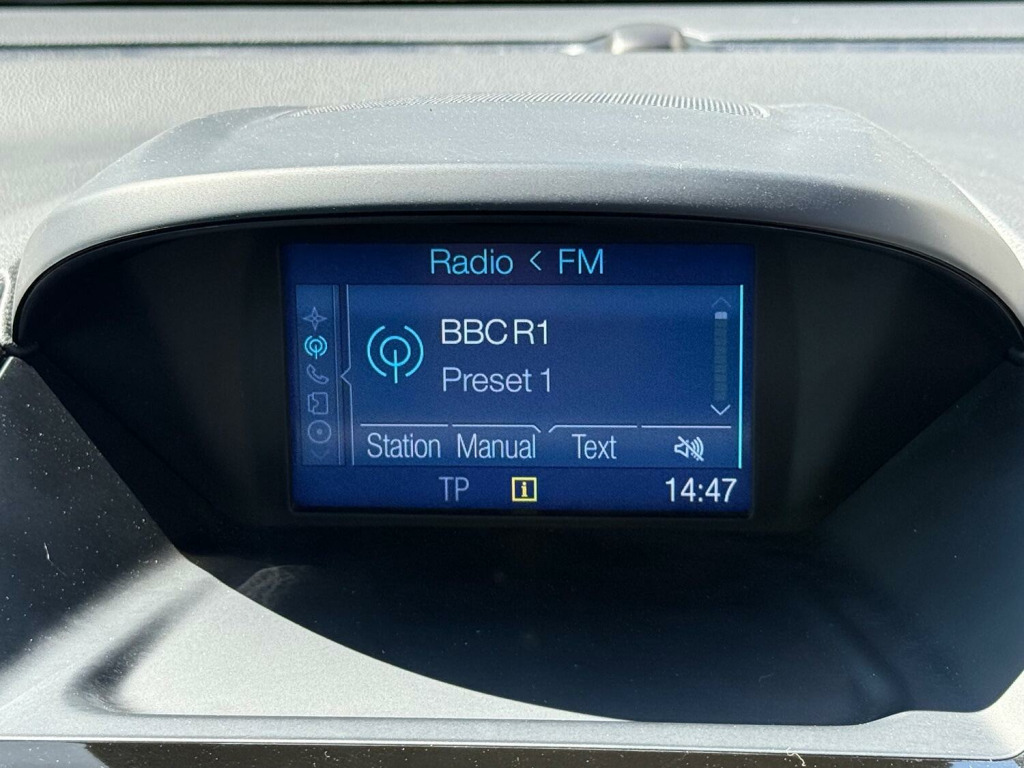 Radio < FM
BBC R1
Preset 1
Station Manual Text
TP i 14:47